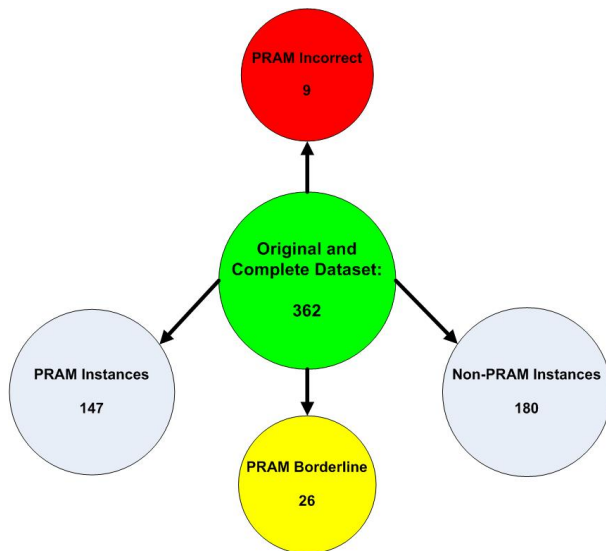 PRAM Incorrect
9
Original and
Complete Dataset:
362
PRAM Instances
147
Non-PRAM Instances
180
PRAM Borderline
26